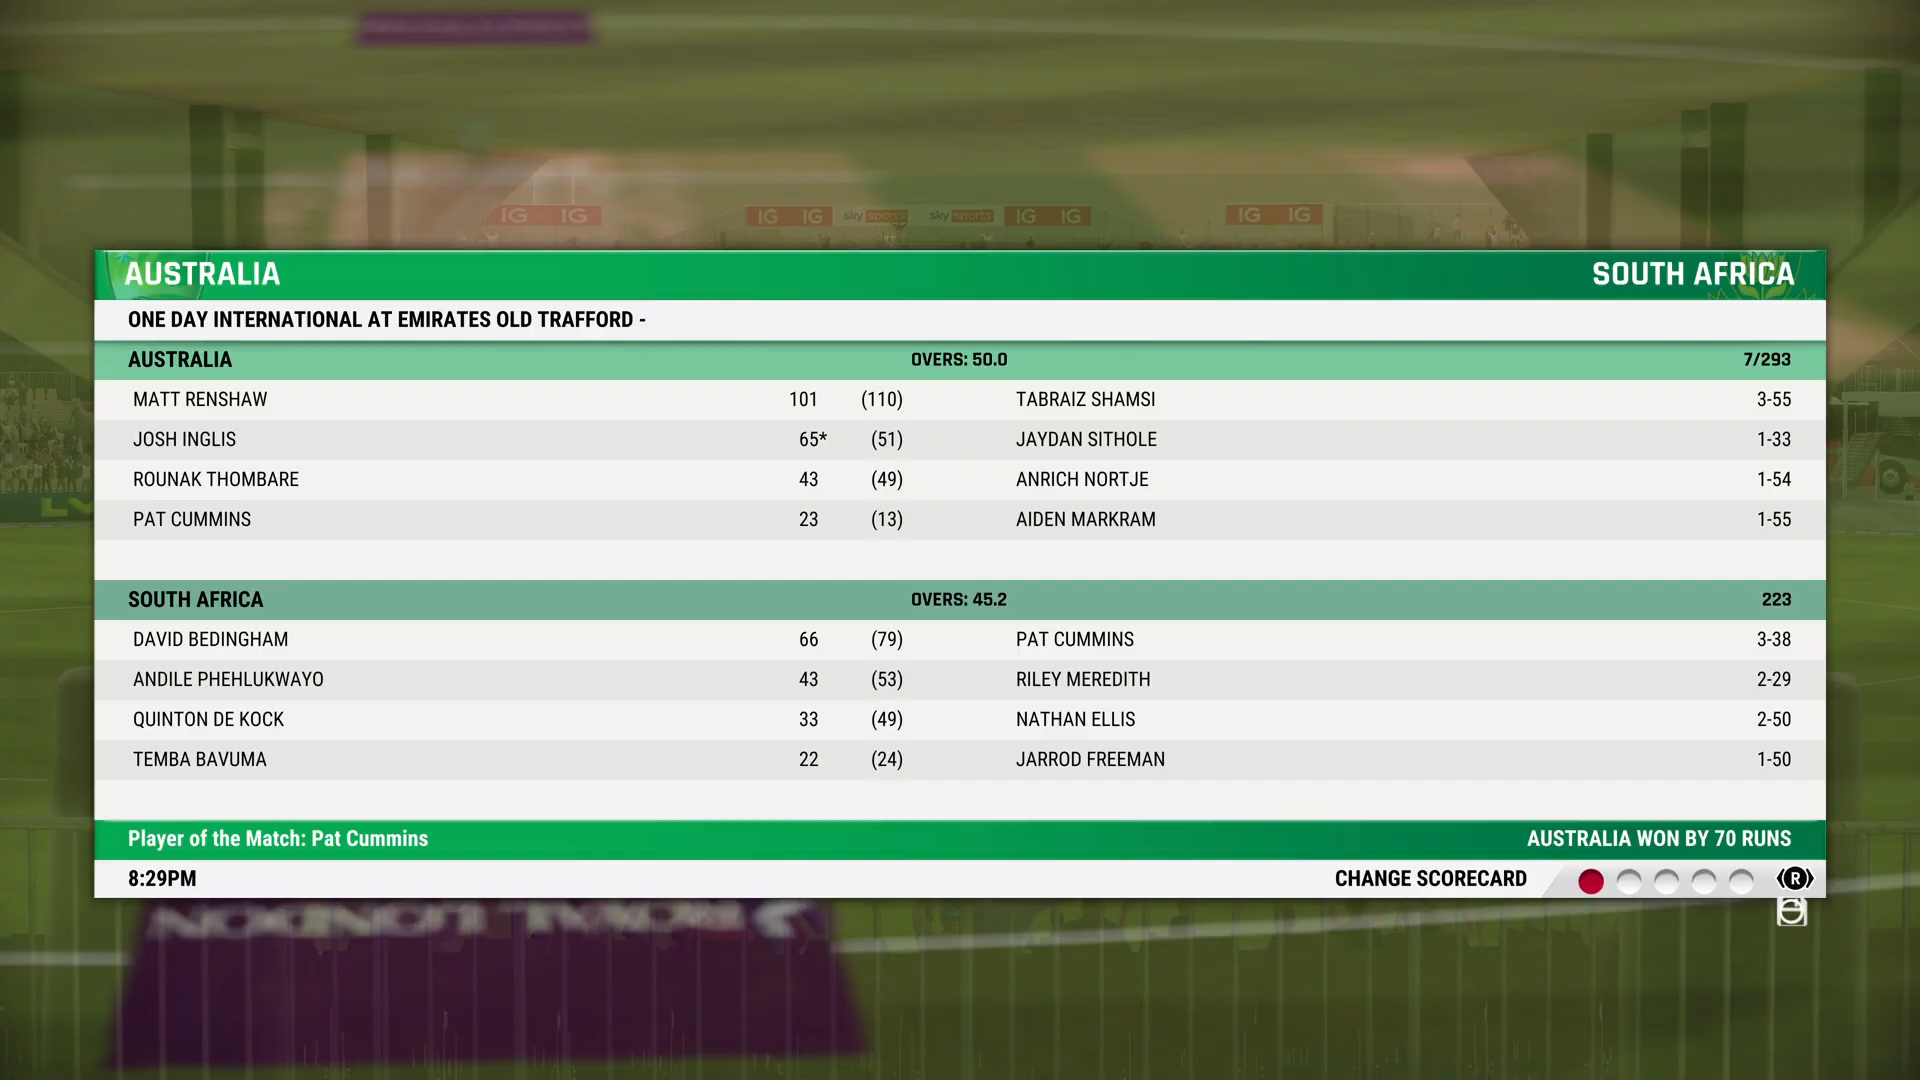 IG IG IG IG sky sports sky sports IG IG IG IG
AUSTRALIA SOUTH AFRICA
ONE DAY INTERNATIONAL AT EMIRATES OLD TRAFFORD -
AUSTRALIA OVERS: 50.0 7/293
MATT RENSHAW 101 (110) TABRAIZ SHAMSI 3-55
JOSH INGLIS 65* (51) JAYDAN SITHOLE 1-33
ROUNAK THOMBARE 43 (49) ANRICH NORTJE 1-54
PAT CUMMINS 23 (13) AIDEN MARKRAM 1-55
SOUTH AFRICA OVERS: 45.2 223
DAVID BEDINGHAM 66 (79) PAT CUMMINS 3-38
ANDILE PHEHLUKWAYO 43 (53) RILEY MEREDITH 2-29
QUINTON DE KOCK 33 (49) NATHAN ELLIS 2-50
TEMBA BAVUMA 22 (24) JARROD FREEMAN 1-50
Player of the Match: Pat Cummins AUSTRALIA WON BY 70 RUNS
8:29PM CHANGE SCORECARD R